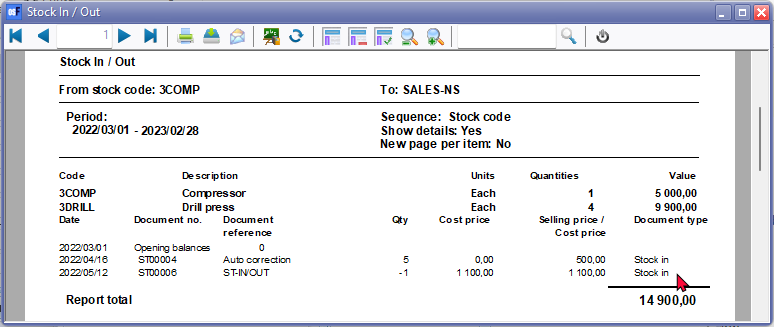 Stock In / Out
1
Stock In / Out
From stock code: 3COMP To: SALES-NS
Period: Sequence: Stock code
2022/03/01 - 2023/02/28 Show details: Yes
New page per item: No
Code Description Units Quantities Value
3COMP Compressor Each 1 5 000,00
3DRILL Drill press Each 4 9 900,00
Date Document no. Document Qty Cost price Selling price / Document type
reference Cost price
2022/03/01 Opening balances 0
2022/04/16 ST00004 Auto correction 5 0,00 500,00 Stock in
2022/05/12 ST00006 ST-IN/OUT -1 1 100,00 1 100,00 Stock in
Report total 14 900,00